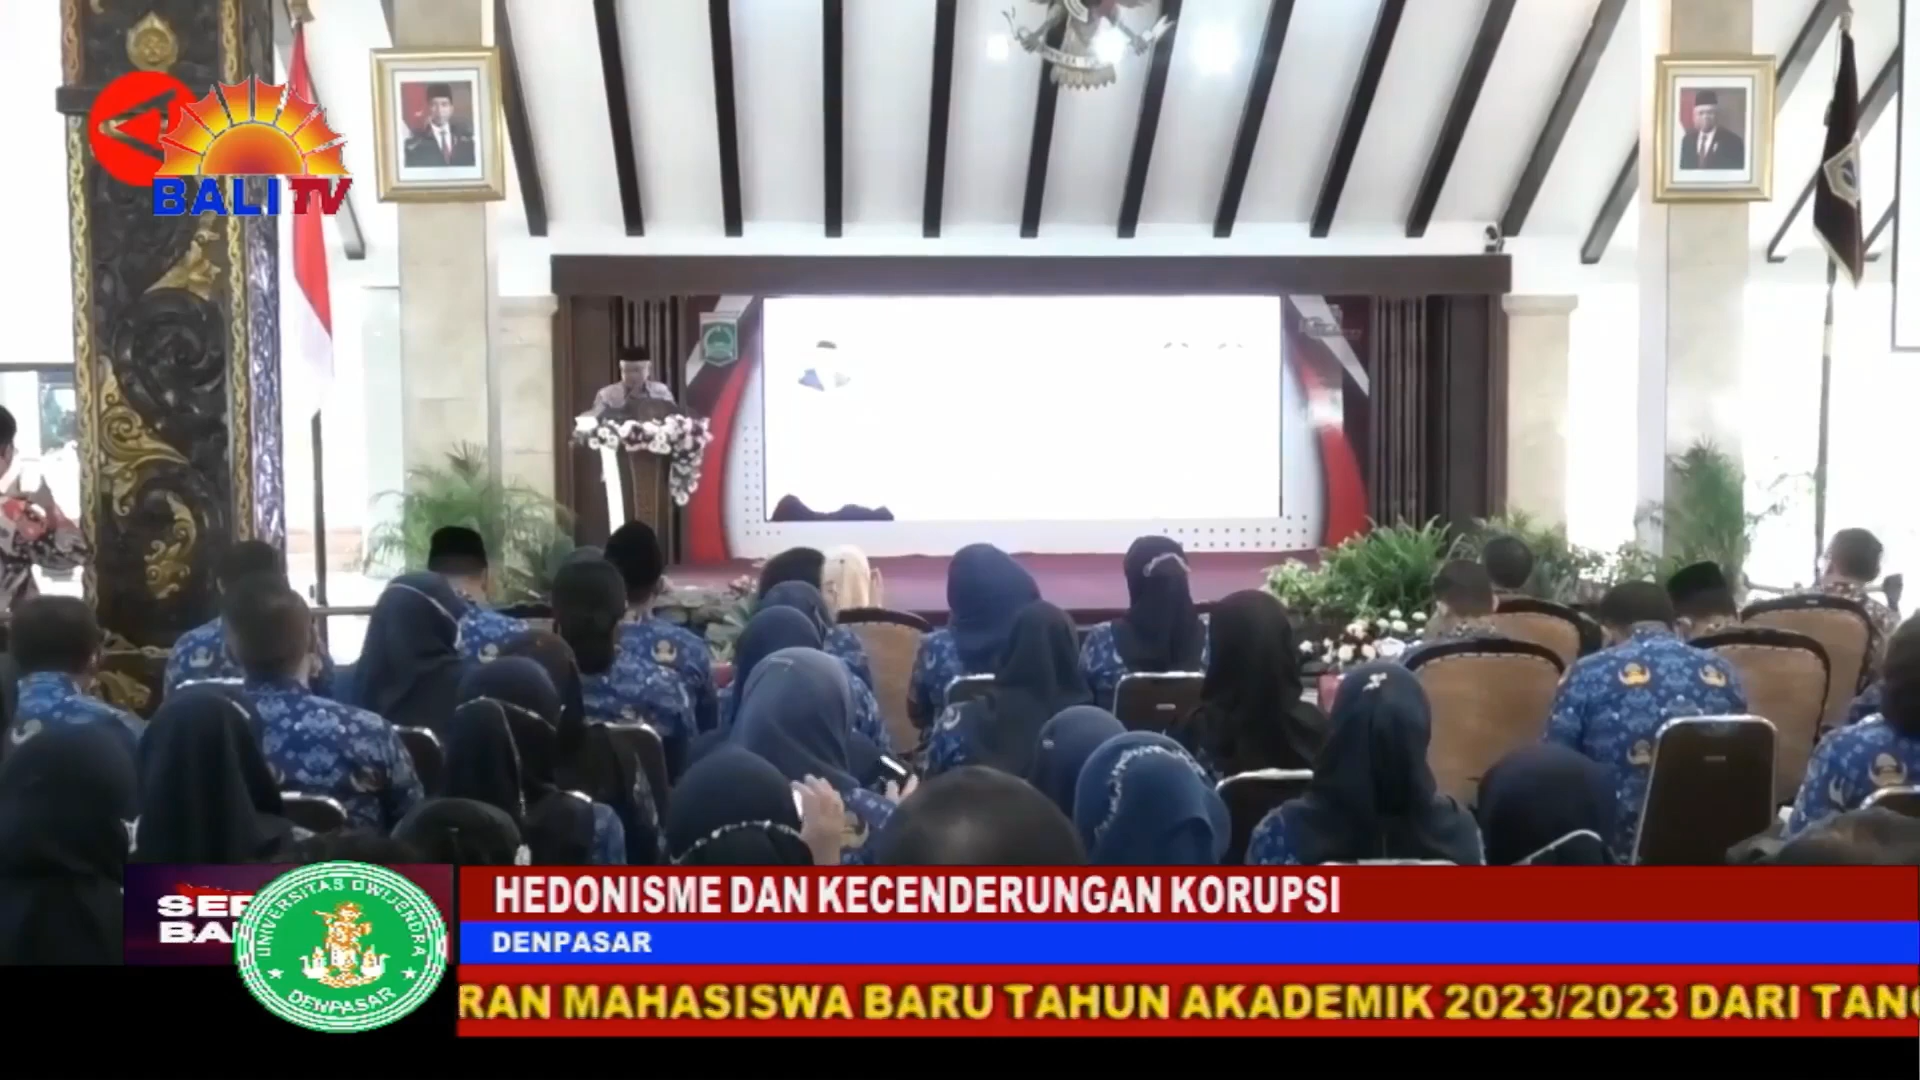 BALI TV
HEDONISME DAN KECENDERUNGAN KORUPSI
DENPASAR
UNIVERSITAS DWIJENDRA
DENPASAR
RAN MAHASISWA BARU TAHUN AKADEMIK 2023/2023 DARI TANG